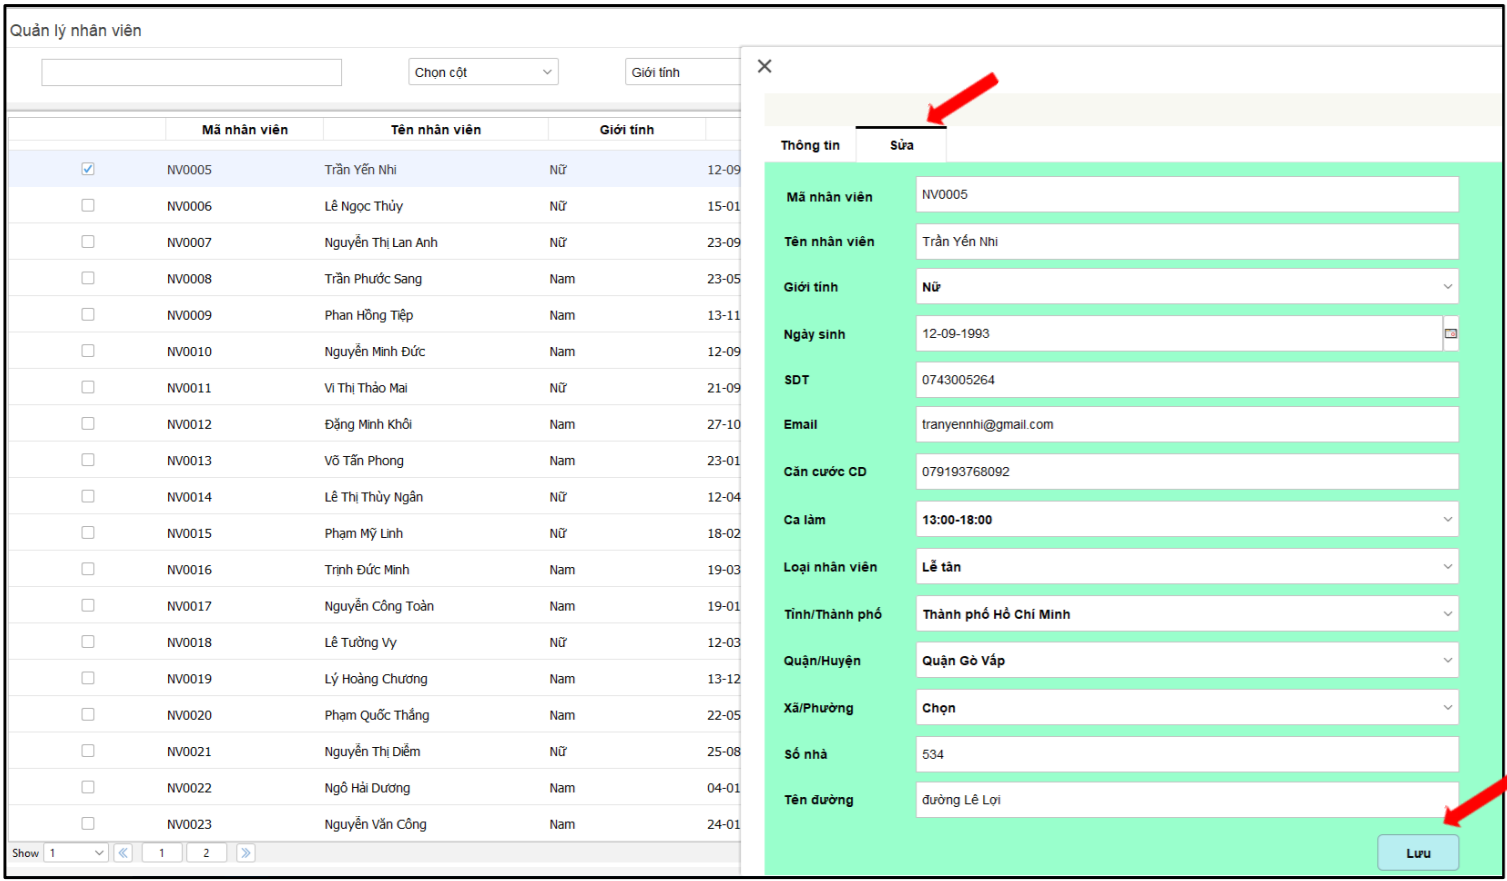 Quản lý nhân viên
Chọn cột
Giới tính
Mã nhân viên Tên nhân viên Giới tính
NV0005 Trần Yến Nhi Nữ 12-09
NV0006 Lê Ngọc Thủy Nữ 15-01
NV0007 Nguyễn Thị Lan Anh Nữ 23-09
NV0008 Trần Phước Sang Nam 23-05
NV0009 Phan Hồng Tiệp Nam 13-11
NV0010 Nguyễn Minh Đức Nam 12-09
NV0011 Vi Thị Thảo Mai Nữ 21-09
NV0012 Đặng Minh Khôi Nam 27-10
NV0013 Võ Tấn Phong Nam 23-01
NV0014 Lê Thị Thùy Ngân Nữ 12-04
NV0015 Phạm Mỹ Linh Nữ 18-02
NV0016 Trịnh Đức Minh Nam 19-03
NV0017 Nguyễn Công Toàn Nam 19-01
NV0018 Lê Tường Vy Nữ 12-03
NV0019 Lý Hoàng Chương Nam 13-12
NV0020 Phạm Quốc Thắng Nam 22-05
NV0021 Nguyễn Thị Diễm Nữ 25-08
NV0022 Ngô Hải Dương Nam 04-01
NV0023 Nguyễn Văn Công Nam 24-01
Show 1 1 2
Thông tin Sửa
Mã nhân viên NV0005
Tên nhân viên Trần Yến Nhi
Giới tính Nữ
Ngày sinh 12-09-1993
SDT 0743005264
Email tranyennhi@gmail.com
Căn cước CD 079193768092
Ca làm 13:00-18:00
Loại nhân viên Lễ tân
Tỉnh/Thành phố Thành phố Hồ Chí Minh
Quận/Huyện Quận Gò Vấp
Xã/Phường Chọn
Số nhà 534
Tên đường đường Lê Lợi
Lưu